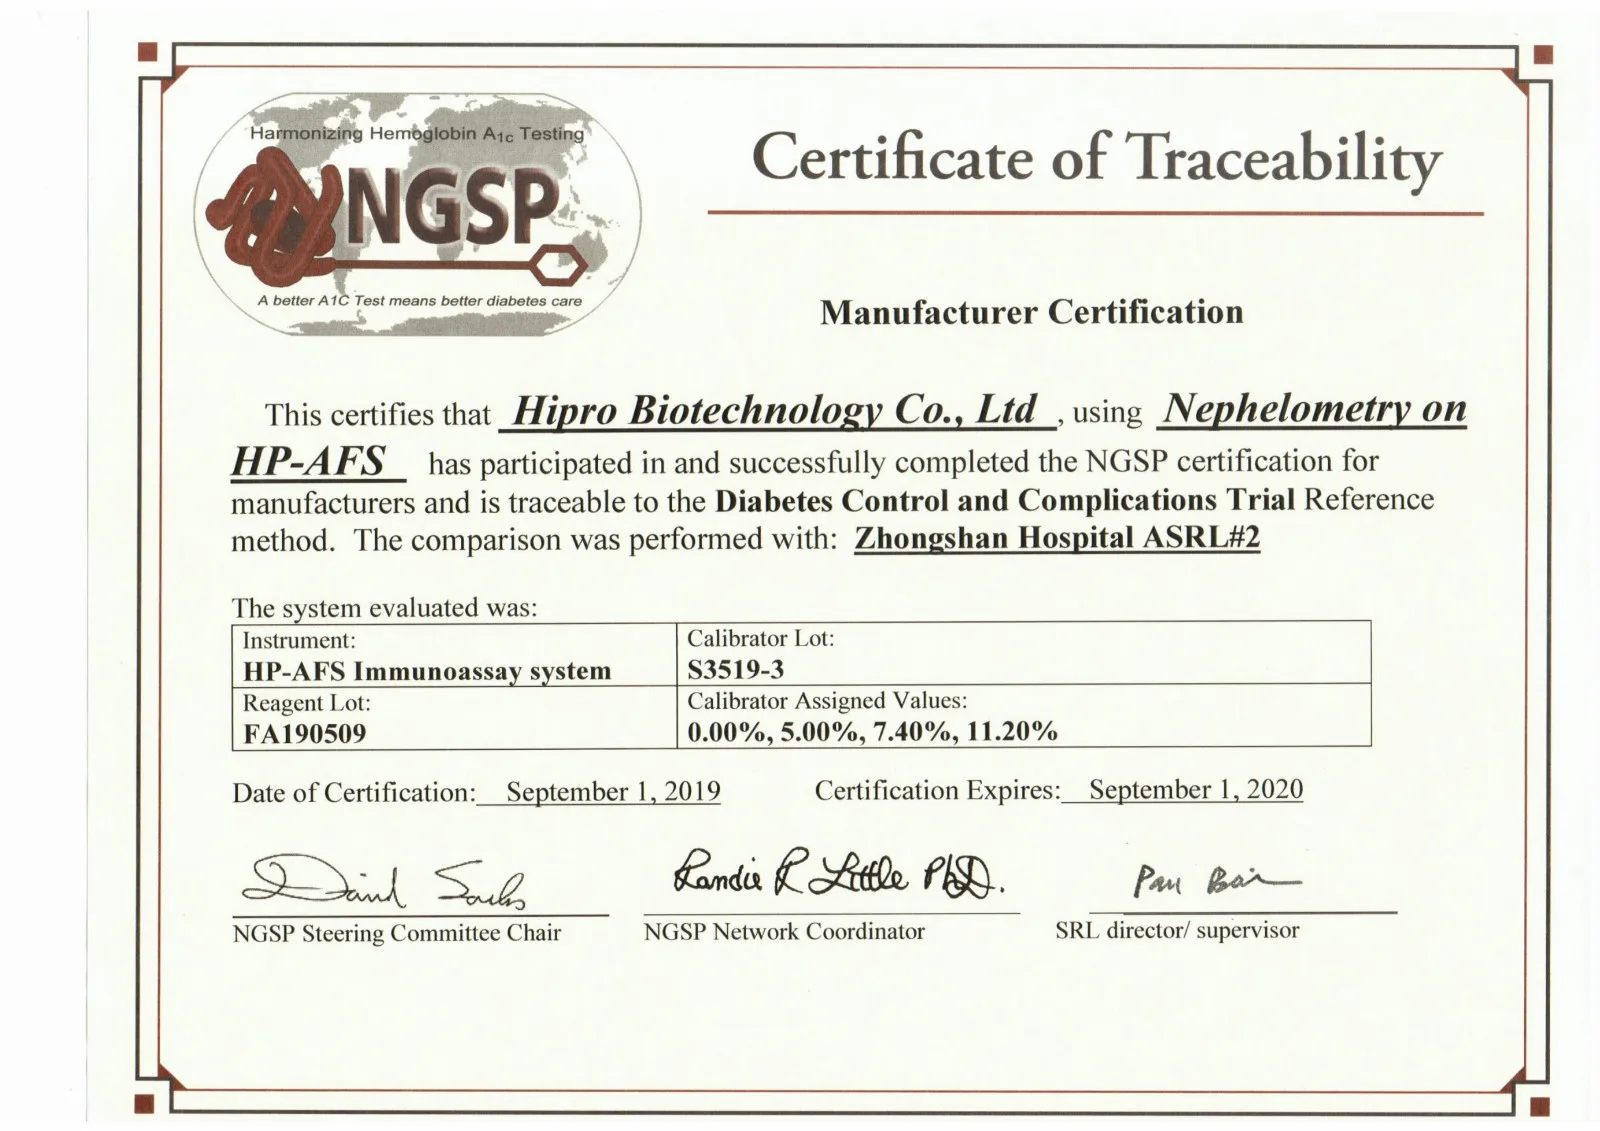 Harmonizing Hemoglobin A1c Testing
NGSP
A better A1C Test means better diabetes care
Certificate of Traceability
Manufacturer Certification
This certifies that Hipro Biotechnology Co., Ltd , using Nephelometry on
HP-AFS has participated in and successfully completed the NGSP certification for
manufacturers and is traceable to the Diabetes Control and Complications Trial Reference
method. The comparison was performed with: Zhongshan Hospital ASRL#2
The system evaluated was:
Instrument:
HP-AFS Immunoassay system
Calibrator Lot:
S3519-3
Reagent Lot:
FA190509
Calibrator Assigned Values:
0.00%, 5.00%, 7.40%, 11.20%
Date of Certification: September 1, 2019 Certification Expires: September 1, 2020
David Sacks
Randie R Little PhD.
NGSP Steering Committee Chair
NGSP Network Coordinator
SRL director/ supervisor